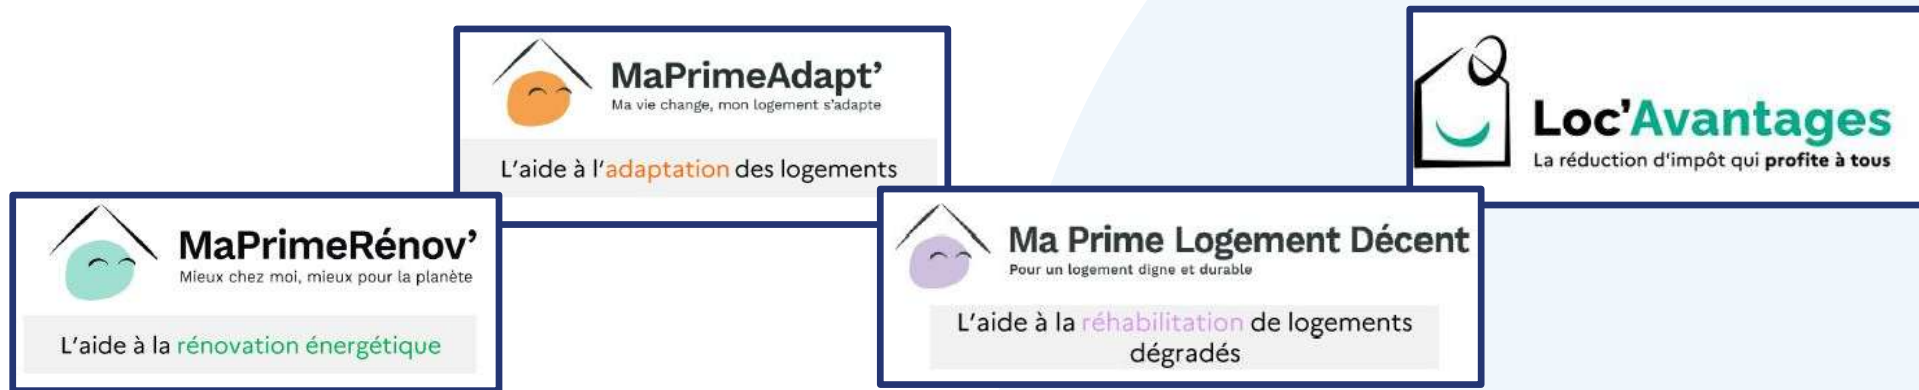 MaPrimeAdapt’
Ma vie change, mon logement s’adapte
L’aide à l’adaptation des logements
Loc’Avantages
La réduction d’impôt qui profite à tous
MaPrimeRénov’
Mieux chez moi, mieux pour la planète
L’aide à la rénovation énergétique
Ma Prime Logement Décent
Pour un logement digne et durable
L’aide à la réhabilitation de logements
dégradés